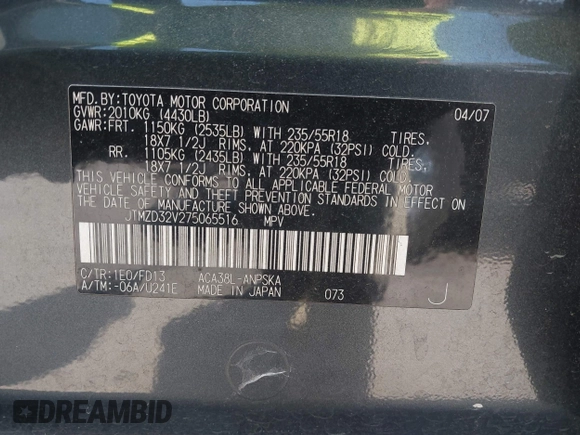 MFD.BY:TOYOTA MOTOR CORPORATION 04/07
GVWR:2010KG (4430LB)
GAWR:FRT. 1150KG (2535LB) WITH 235/55R18 TIRES,
18X7 1/2J RIMS, AT 220KPA (32PSI) COLD.
RR. 1105KG (2435LB) WITH 235/55R18 TIRES,
18X7 1/2J RIMS, AT 220KPA (32PSI) COLD.
THIS VEHICLE CONFORMS TO ALL APPLICABLE FEDERAL MOTOR
VEHICLE SAFETY AND THEFT PREVENTION STANDARDS IN EFFECT ON
THE DATE OF MANUFACTURE SHOWN ABOVE.
JTMZD32V275065516 MPV
C/TR:1E0/FD13 ACA38L-ANPSKA
A/TM:-06A/U241E MADE IN JAPAN 073 J
DREAMBID